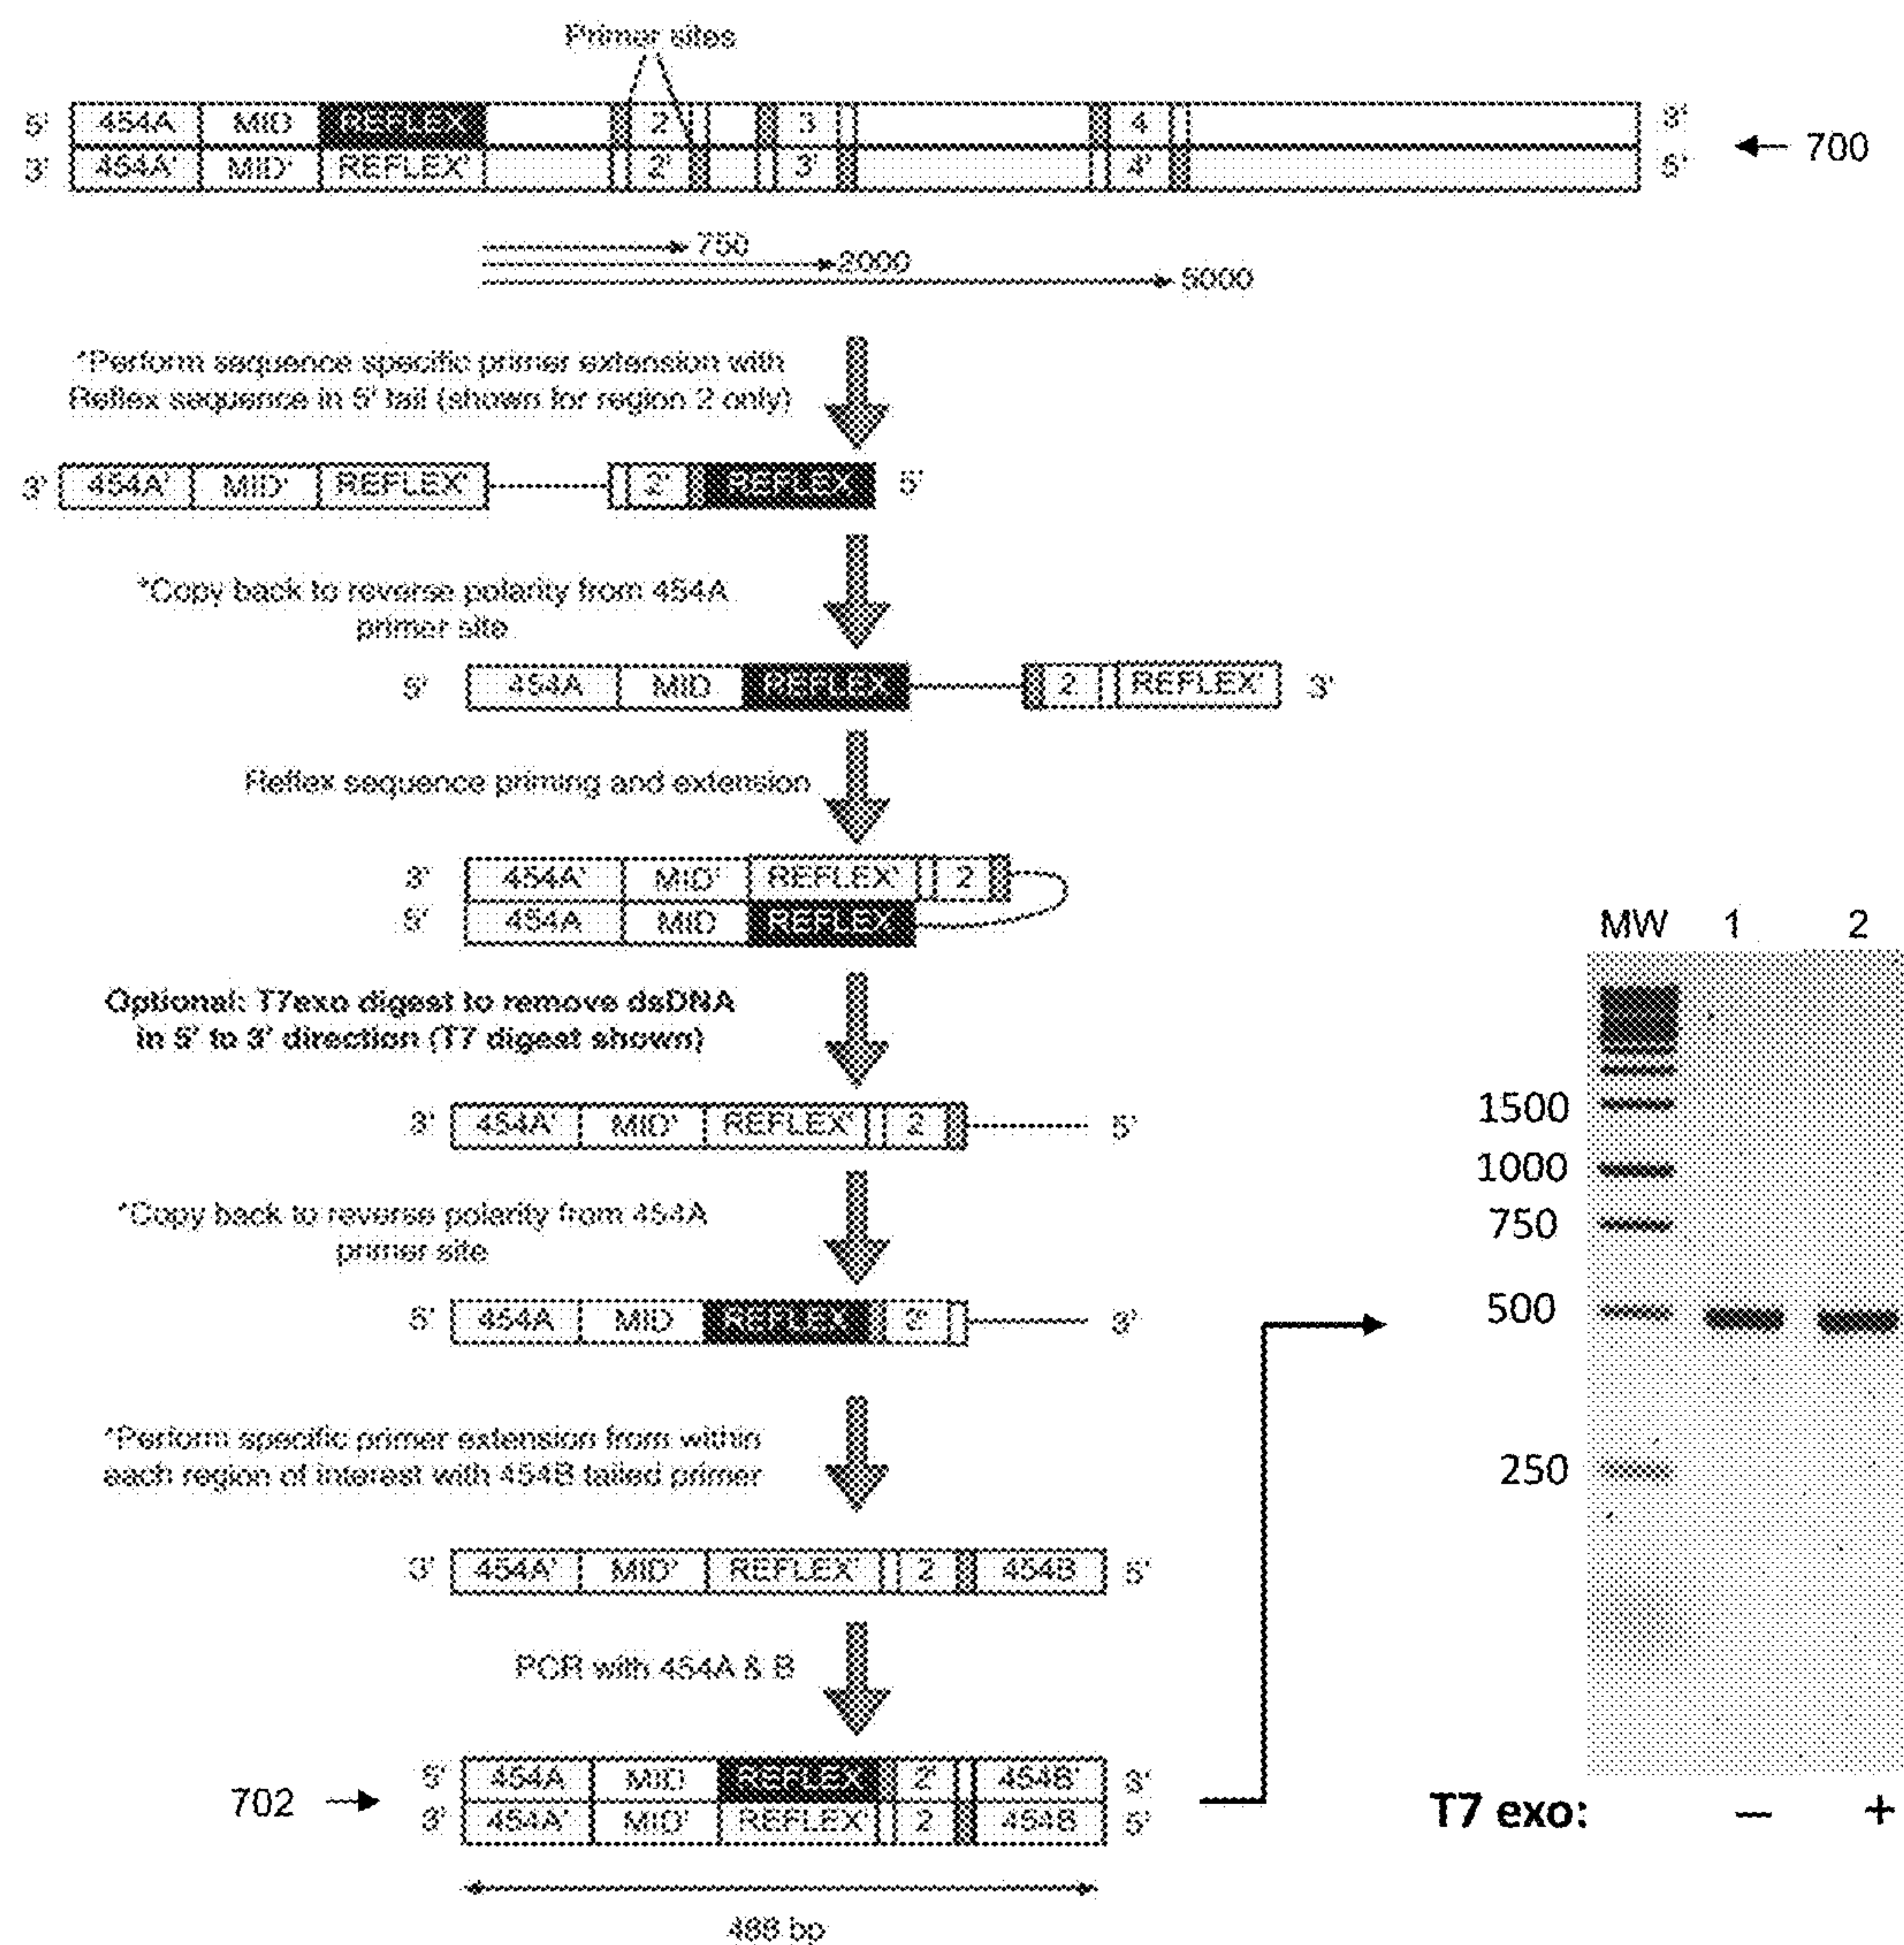 Primer sites
5' 454A MID REFLEX 2 3 4 3'
3' 454A' MID' REFLEX' 2' 3' 4' 5'
700
750
2000
5000
*Perform sequence specific primer extension with
Reflex sequence in 5' tail (shown for region 2 only)
3' 454A' MID' REFLEX' 2' REFLEX 5'
*Copy back to reverse polarity from 454A
primer site
5' 454A MID REFLEX 2 REFLEX' 3'
Reflex sequence priming and extension
3' 454A' MID' REFLEX' 2
5' 454A MID REFLEX
Optional: T7exo digest to remove dsDNA
in 5' to 3' direction (T7 digest shown)
3' 454A' MID' REFLEX' 2 5'
*Copy back to reverse polarity from 454A
primer site
5' 454A MID REFLEX 2' 3'
*Perform specific primer extension from within
each region of interest with 454B tailed primer
3' 454A' MID' REFLEX' 2 454B 5'
PCR with 454A & B
702
5' 454A MID REFLEX 2' 454B' 3'
3' 454A' MID' REFLEX' 2 454B 5'
488 bp
MW 1 2
1500
1000
750
500
250
T7 exo: — +